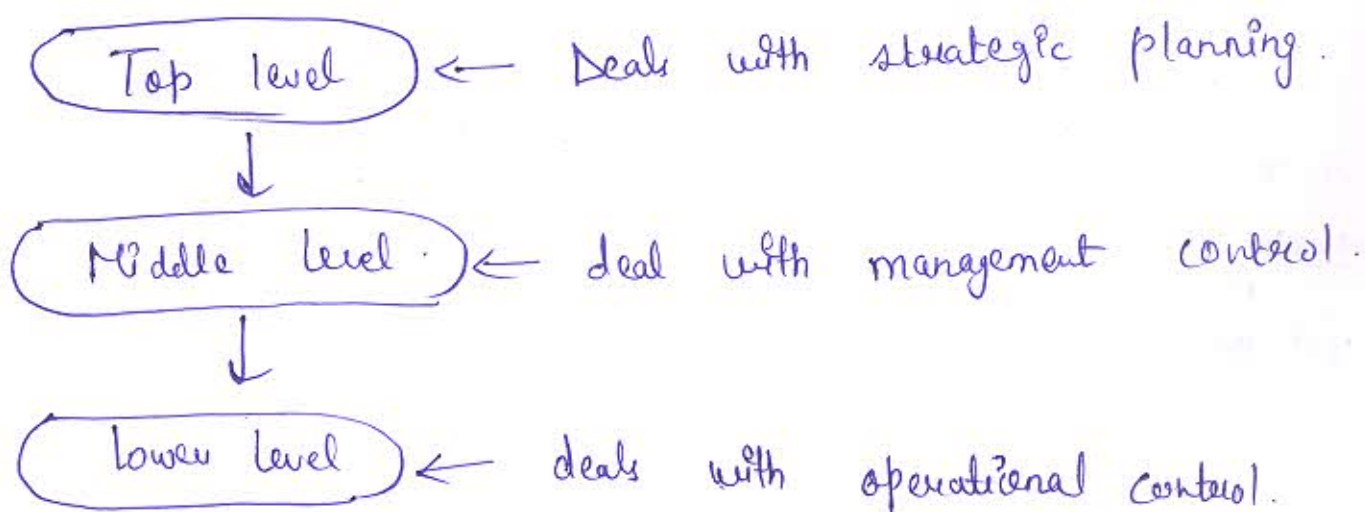 Top level ← Deals with strategic planning.
Middle level. ← deal with management control.
Lower level ← deals with operational control.